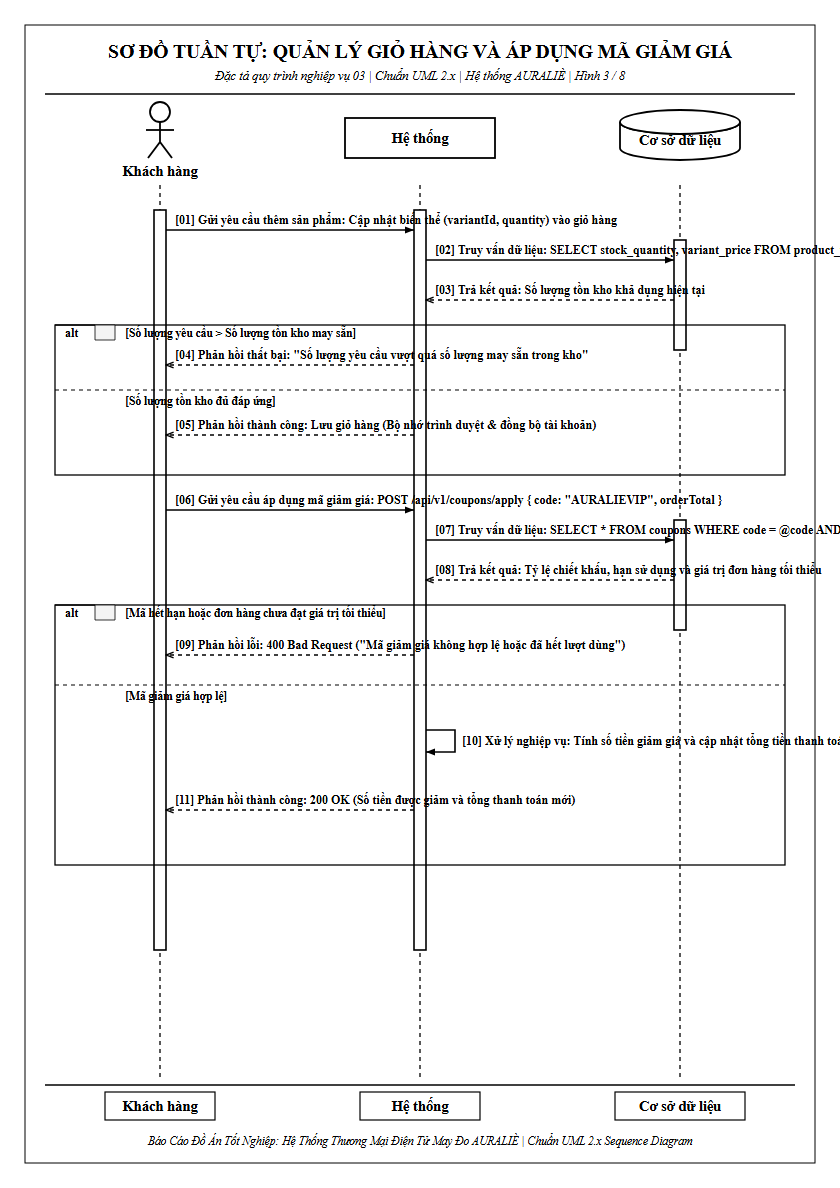 SƠ ĐỒ TUẦN TỰ: QUẢN LÝ GIỎ HÀNG VÀ ÁP DỤNG MÃ GIẢM GIÁ
Đặc tả quy trình nghiệp vụ 03 | Chuẩn UML 2.x | Hệ thống AURALIÈ | Hình 3 / 8
Khách hàng
Hệ thống
Cơ sở dữ liệu
[01] Gửi yêu cầu thêm sản phẩm: Cập nhật biến thể (variantId, quantity) vào giỏ hàng
[02] Truy vấn dữ liệu: SELECT stock_quantity, variant_price FROM product_
[03] Trả kết quả: Số lượng tồn kho khả dụng hiện tại
alt [Số lượng yêu cầu > Số lượng tồn kho may sẵn]
[04] Phản hồi thất bại: "Số lượng yêu cầu vượt quá số lượng may sẵn trong kho"
[Số lượng tồn kho đủ đáp ứng]
[05] Phản hồi thành công: Lưu giỏ hàng (Bộ nhớ trình duyệt & đồng bộ tài khoản)
[06] Gửi yêu cầu áp dụng mã giảm giá: POST /api/v1/coupons/apply { code: "AURALIEVIP", orderTotal }
[07] Truy vấn dữ liệu: SELECT * FROM coupons WHERE code = @code AND
[08] Trả kết quả: Tỷ lệ chiết khấu, hạn sử dụng và giá trị đơn hàng tối thiểu
alt [Mã hết hạn hoặc đơn hàng chưa đạt giá trị tối thiểu]
[09] Phản hồi lỗi: 400 Bad Request ("Mã giảm giá không hợp lệ hoặc đã hết lượt dùng")
[Mã giảm giá hợp lệ]
[10] Xử lý nghiệp vụ: Tính số tiền giảm giá và cập nhật tổng tiền thanh toá
[11] Phản hồi thành công: 200 OK (Số tiền được giảm và tổng thanh toán mới)
Khách hàng
Hệ thống
Cơ sở dữ liệu
Báo Cáo Đồ Án Tốt Nghiệp: Hệ Thống Thương Mại Điện Tử May Đo AURALIÈ | Chuẩn UML 2.x Sequence Diagram